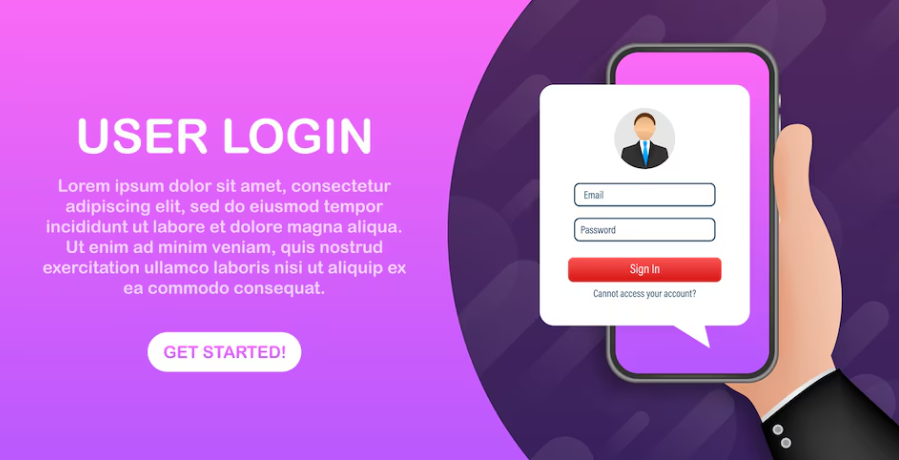 USER LOGIN
Lorem ipsum dolor sit amet, consectetur
adipiscing elit, sed do eiusmod tempor
incididunt ut labore et dolore magna aliqua.
Ut enim ad minim veniam, quis nostrud
exercitation ullamco laboris nisi ut aliquip ex
ea commodo consequat.
GET STARTED!
Email
Password
Sign In
Cannot access your account?